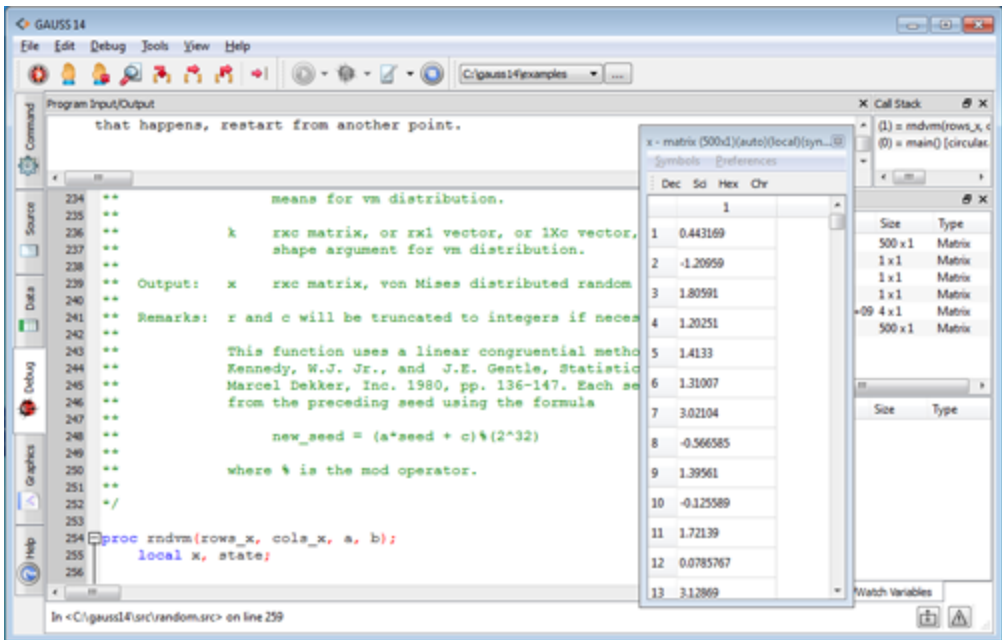 GAUSS 14
File Edit Debug Tools View Help
C:\gauss14\examples
Program Input/Output
that happens, restart from another point.
Command
Source
Data
Debug
Graphics
Help
234 ** means for vm distribution.
235 **
236 ** k rxc matrix, or rx1 vector, or 1Xc vector,
237 ** shape argument for vm distribution.
238 **
239 ** Output: x rxc matrix, von Mises distributed random
240 **
241 ** Remarks: r and c will be truncated to integers if neces
242 **
243 ** This function uses a linear congruential metho
244 ** Kennedy, W.J. Jr., and J.E. Gentle, Statistic
245 ** Marcel Dekker, Inc. 1980, pp. 136-147. Each se
246 ** from the preceding seed using the formula
247 **
248 ** new_seed = (a*seed + c)%(2^32)
249 **
250 ** where % is the mod operator.
251 **
252 */
253
254 proc rndvm(rows_x, cols_x, a, b);
255 local x, state;
256
In <C:/gauss14\src\random.src> on line 259
x - matrix (500x1)(auto)(local)(syn...
Symbols Preferences
Dec Sci Hex Chr
1
1 0.443169
2 -1.20959
3 1.80591
4 1.20251
5 1.4133
6 1.31007
7 3.02104
8 -0.566585
9 1.39561
10 -0.125589
11 1.72139
12 0.0785767
13 3.12869
Call Stack
(1) = rndvm(rows_x, c
(0) = main() [circular.
Size Type
500 x 1 Matrix
1 x 1 Matrix
1 x 1 Matrix
1 x 1 Matrix
+09 4 x 1 Matrix
500 x 1 Matrix
Size Type
Watch Variables